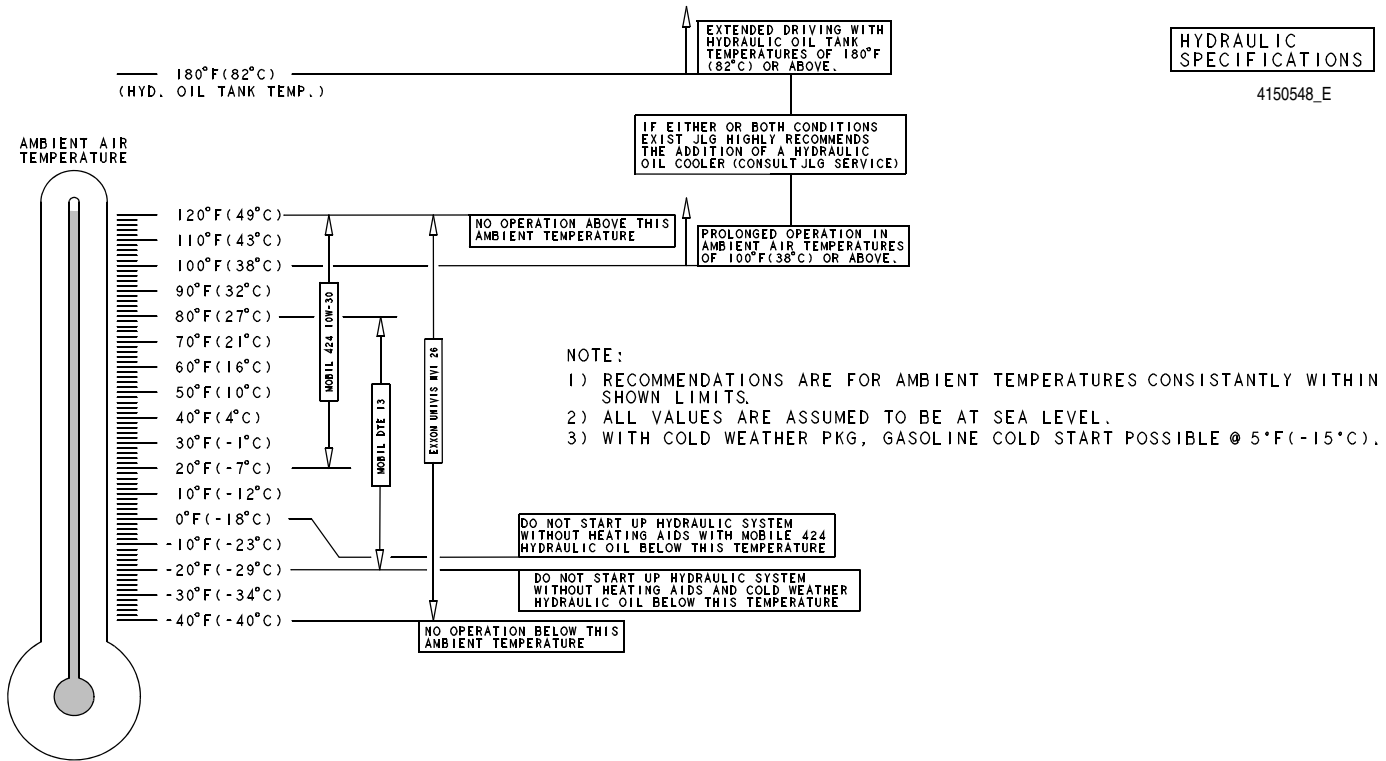 HYDRAULIC
SPECIFICATIONS
4150548_E
EXTENDED DRIVING WITH
HYDRAULIC OIL TANK
TEMPERATURES OF 180°F
(82°C) OR ABOVE.
180°F(82°C)
(HYD. OIL TANK TEMP.)
IF EITHER OR BOTH CONDITIONS
EXIST JLG HIGHLY RECOMMENDS
THE ADDITION OF A HYDRAULIC
OIL COOLER (CONSULT JLG SERVICE)
AMBIENT AIR
TEMPERATURE
120°F(49°C)
110°F(43°C)
100°F(38°C)
90°F(32°C)
80°F(27°C)
70°F(21°C)
60°F(16°C)
50°F(10°C)
40°F(4°C)
30°F(-1°C)
20°F(-7°C)
10°F(-12°C)
0°F(-18°C)
-10°F(-23°C)
-20°F(-29°C)
-30°F(-34°C)
-40°F(-40°C)
MOBIL 424 10W-30
MOBIL DTE 13
EXXON UNIVIS HVI 26
NO OPERATION ABOVE THIS
AMBIENT TEMPERATURE
PROLONGED OPERATION IN
AMBIENT AIR TEMPERATURES
OF 100°F(38°C) OR ABOVE.
NOTE:
1) RECOMMENDATIONS ARE FOR AMBIENT TEMPERATURES CONSISTANTLY WITHIN
SHOWN LIMITS.
2) ALL VALUES ARE ASSUMED TO BE AT SEA LEVEL.
3) WITH COLD WEATHER PKG, GASOLINE COLD START POSSIBLE @ 5°F(-15°C).
DO NOT START UP HYDRAULIC SYSTEM
WITHOUT HEATING AIDS WITH MOBILE 424
HYDRAULIC OIL BELOW THIS TEMPERATURE
DO NOT START UP HYDRAULIC SYSTEM
WITHOUT HEATING AIDS AND COLD WEATHER
HYDRAULIC OIL BELOW THIS TEMPERATURE
NO OPERATION BELOW THIS
AMBIENT TEMPERATURE